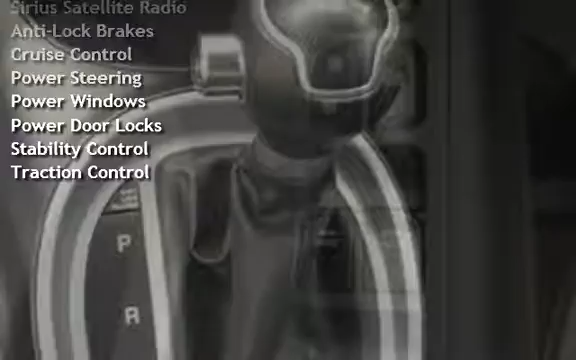 Sirius Satellite Radio
Anti-Lock Brakes
Cruise Control
Power Steering
Power Windows
Power Door Locks
Stability Control
Traction Control
P
R